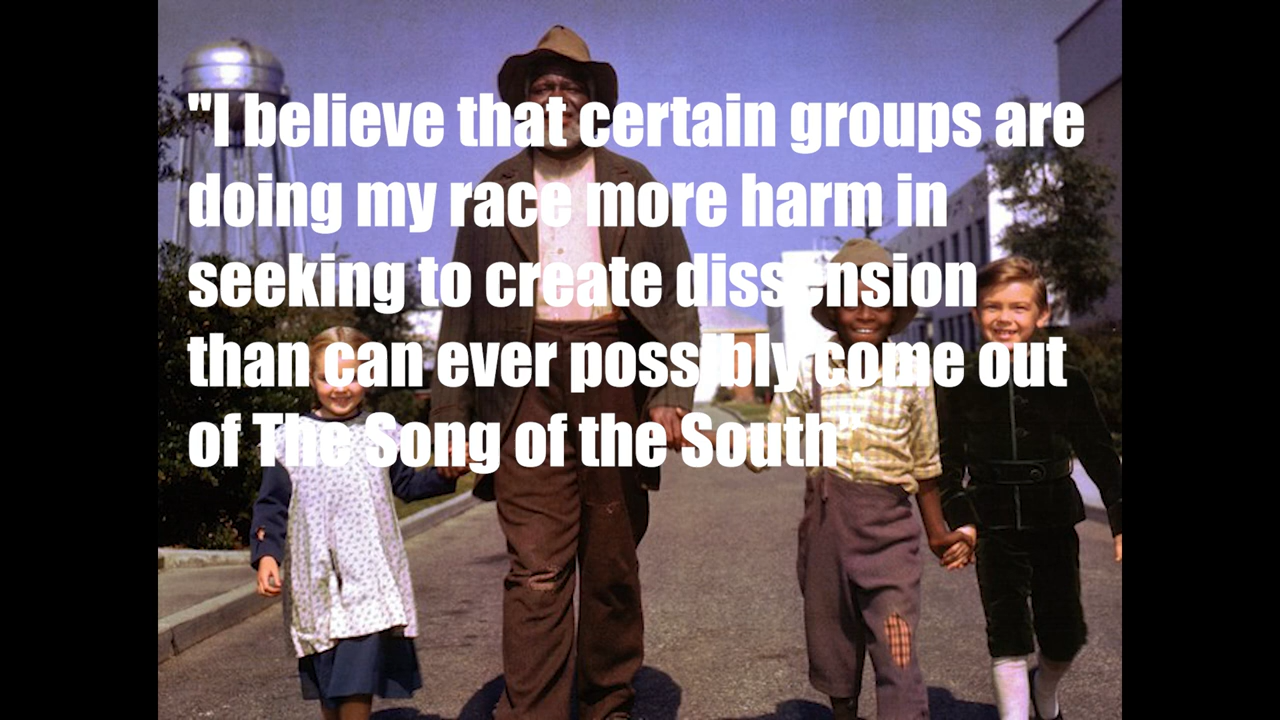 "I believe that certain groups are
doing my race more harm in
seeking to create dissension
than can ever possibly come out
of The Song of the South"